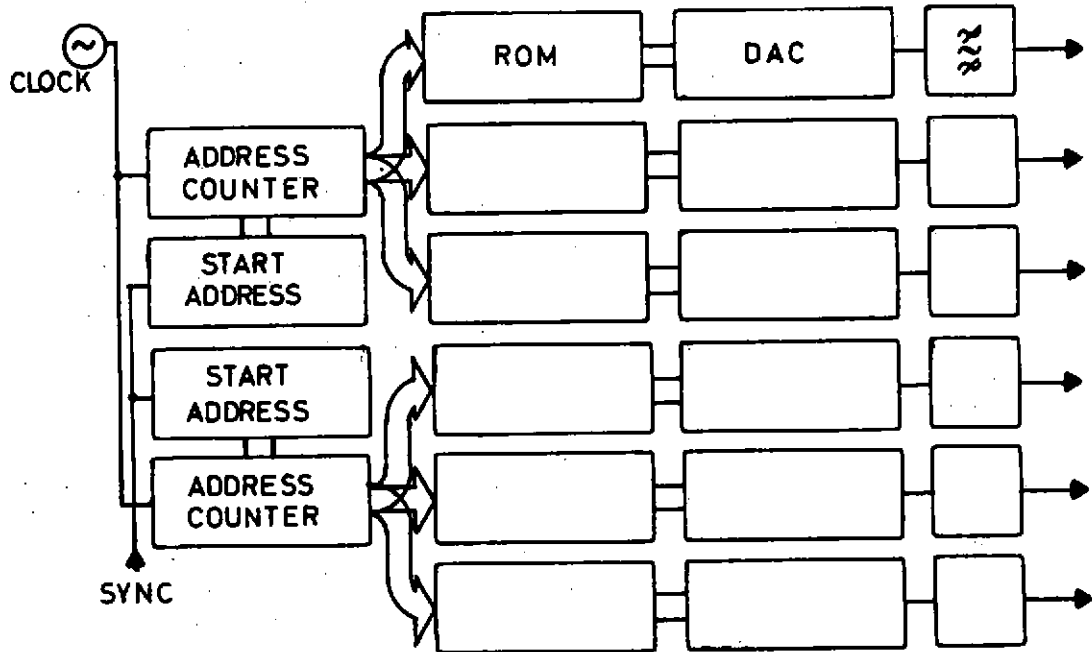 CLOCK
ROM
DAC
ADDRESS
COUNTER
START
ADDRESS
START
ADDRESS
ADDRESS
COUNTER
SYNC